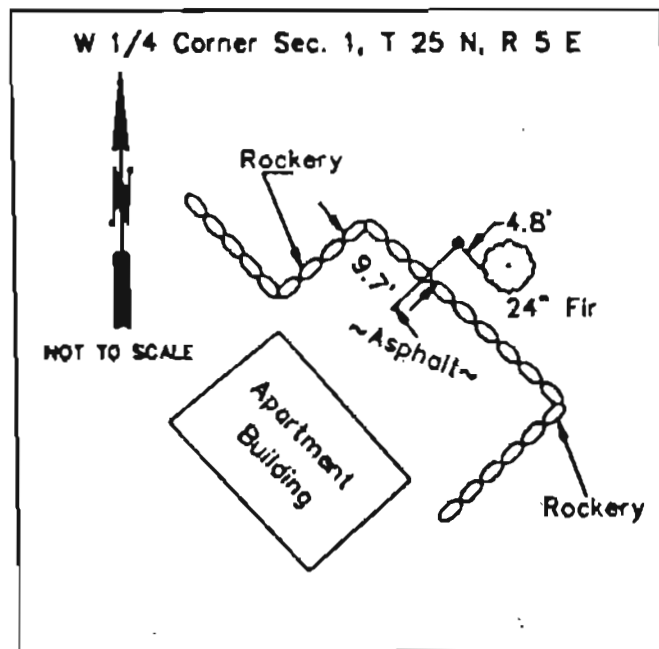 W 1/4 Corner Sec. 1, T 25 N, R 5 E
Rockery
4.8'
9.7'
24" Fir
~Asphalt~
N
NOT TO SCALE
Apartment
Building
Rockery